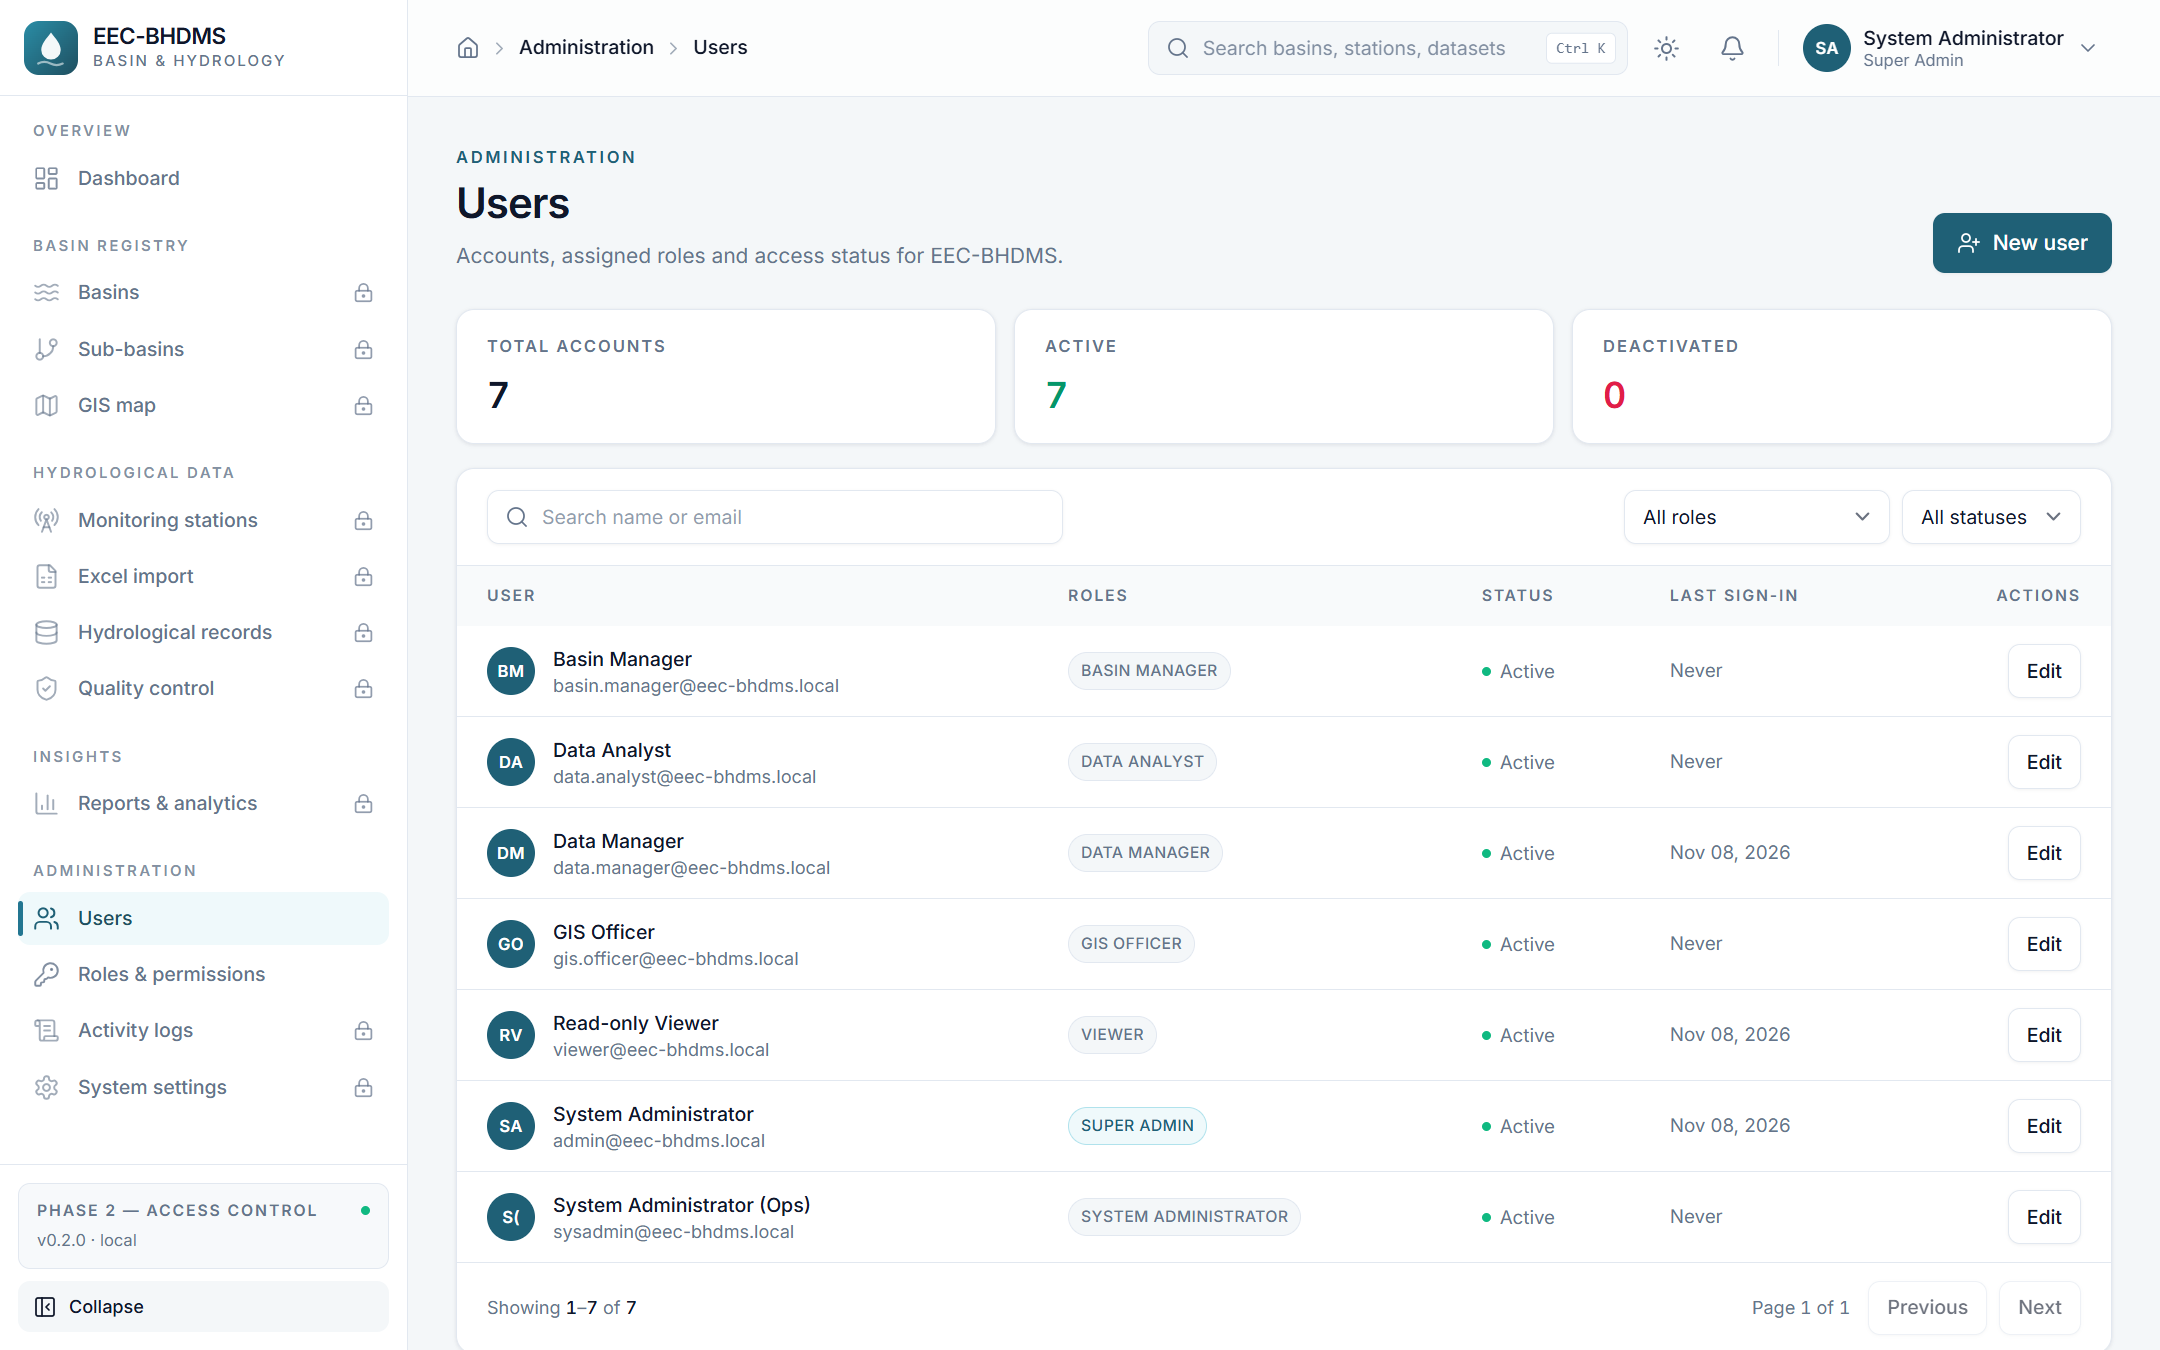 EEC-BHDMS
BASIN & HYDROLOGY
OVERVIEW
Dashboard
BASIN REGISTRY
Basins
Sub-basins
GIS map
HYDROLOGICAL DATA
Monitoring stations
Excel import
Hydrological records
Quality control
INSIGHTS
Reports & analytics
ADMINISTRATION
Users
Roles & permissions
Activity logs
System settings
PHASE 2 — ACCESS CONTROL
v0.2.0 · local
Collapse
Administration > Users
Search basins, stations, datasets Ctrl K
SA
System Administrator
Super Admin
ADMINISTRATION
Users
Accounts, assigned roles and access status for EEC-BHDMS.
New user
TOTAL ACCOUNTS
7
ACTIVE
7
DEACTIVATED
0
Search name or email
All roles
All statuses
USER ROLES STATUS LAST SIGN-IN ACTIONS
BM Basin Manager BASIN MANAGER Active Never Edit
basin.manager@eec-bhdms.local
DA Data Analyst DATA ANALYST Active Never Edit
data.analyst@eec-bhdms.local
DM Data Manager DATA MANAGER Active Nov 08, 2026 Edit
data.manager@eec-bhdms.local
GO GIS Officer GIS OFFICER Active Never Edit
gis.officer@eec-bhdms.local
RV Read-only Viewer VIEWER Active Nov 08, 2026 Edit
viewer@eec-bhdms.local
SA System Administrator SUPER ADMIN Active Nov 08, 2026 Edit
admin@eec-bhdms.local
S( System Administrator (Ops) SYSTEM ADMINISTRATOR Active Never Edit
sysadmin@eec-bhdms.local
Showing 1–7 of 7
Page 1 of 1 Previous Next